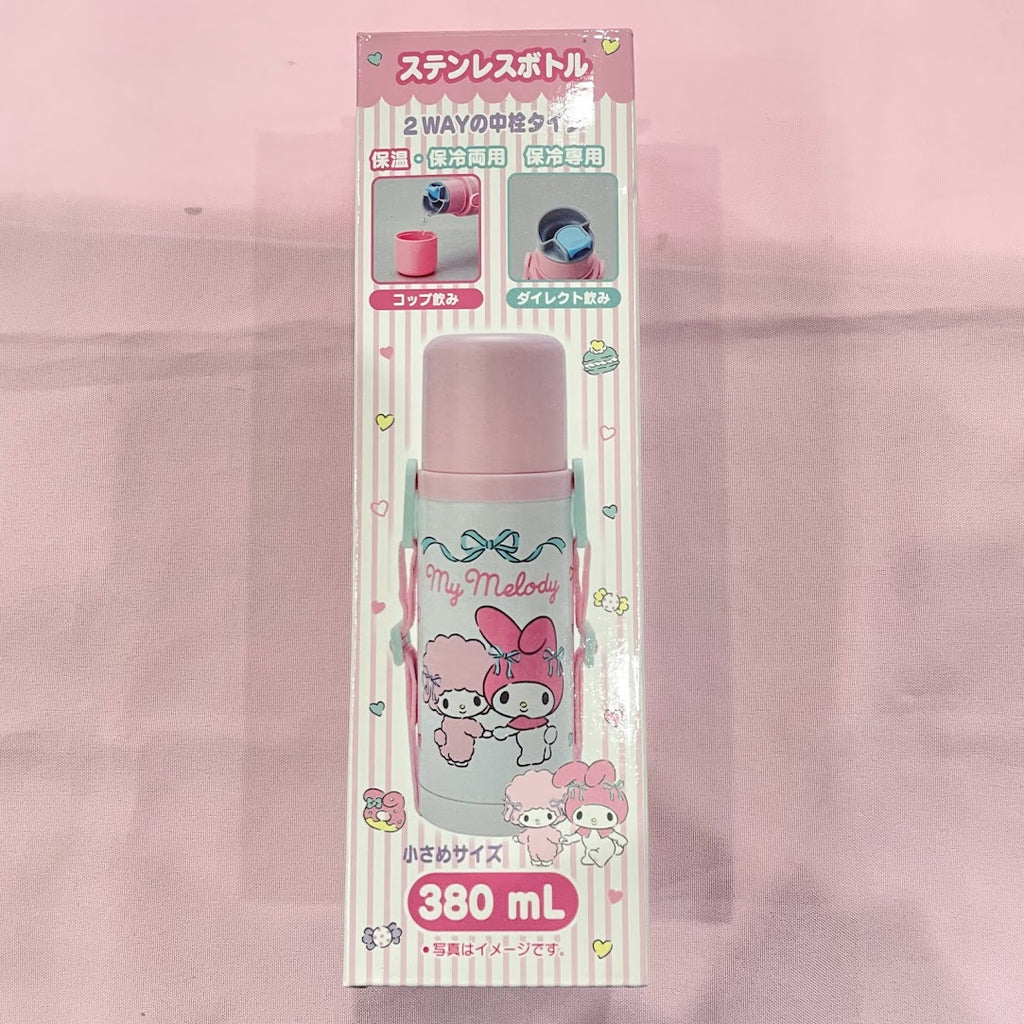 ステンレスボトル
2WAYの中栓タイプ
保温・保冷両用 保冷専用
コップ飲み ダイレクト飲み
My Melody
小さめサイズ
380 mL
•写真はイメージです。